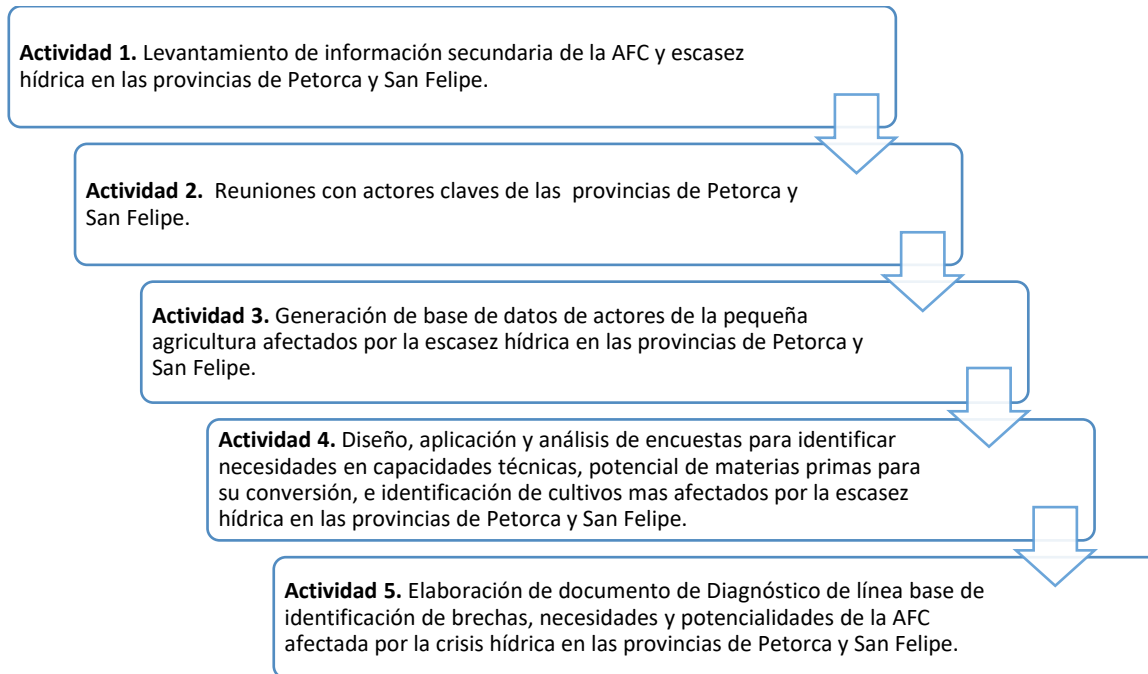 Actividad 1. Levantamiento de información secundaria de la AFC y escasez
hídrica en las provincias de Petorca y San Felipe.
Actividad 2.  Reuniones con actores claves de las  provincias de Petorca y
San Felipe.
Actividad 3. Generación de base de datos de actores de la pequeña
agricultura afectados por la escasez hídrica en las provincias de Petorca y
San Felipe.
Actividad 4. Diseño, aplicación y análisis de encuestas para identificar
necesidades en capacidades técnicas, potencial de materias primas para
su conversión, e identificación de cultivos mas afectados por la escasez
hídrica en las provincias de Petorca y San Felipe.
Actividad 5. Elaboración de documento de Diagnóstico de línea base de
identificación de brechas, necesidades y potencialidades de la AFC
afectada por la crisis hídrica en las provincias de Petorca y San Felipe.